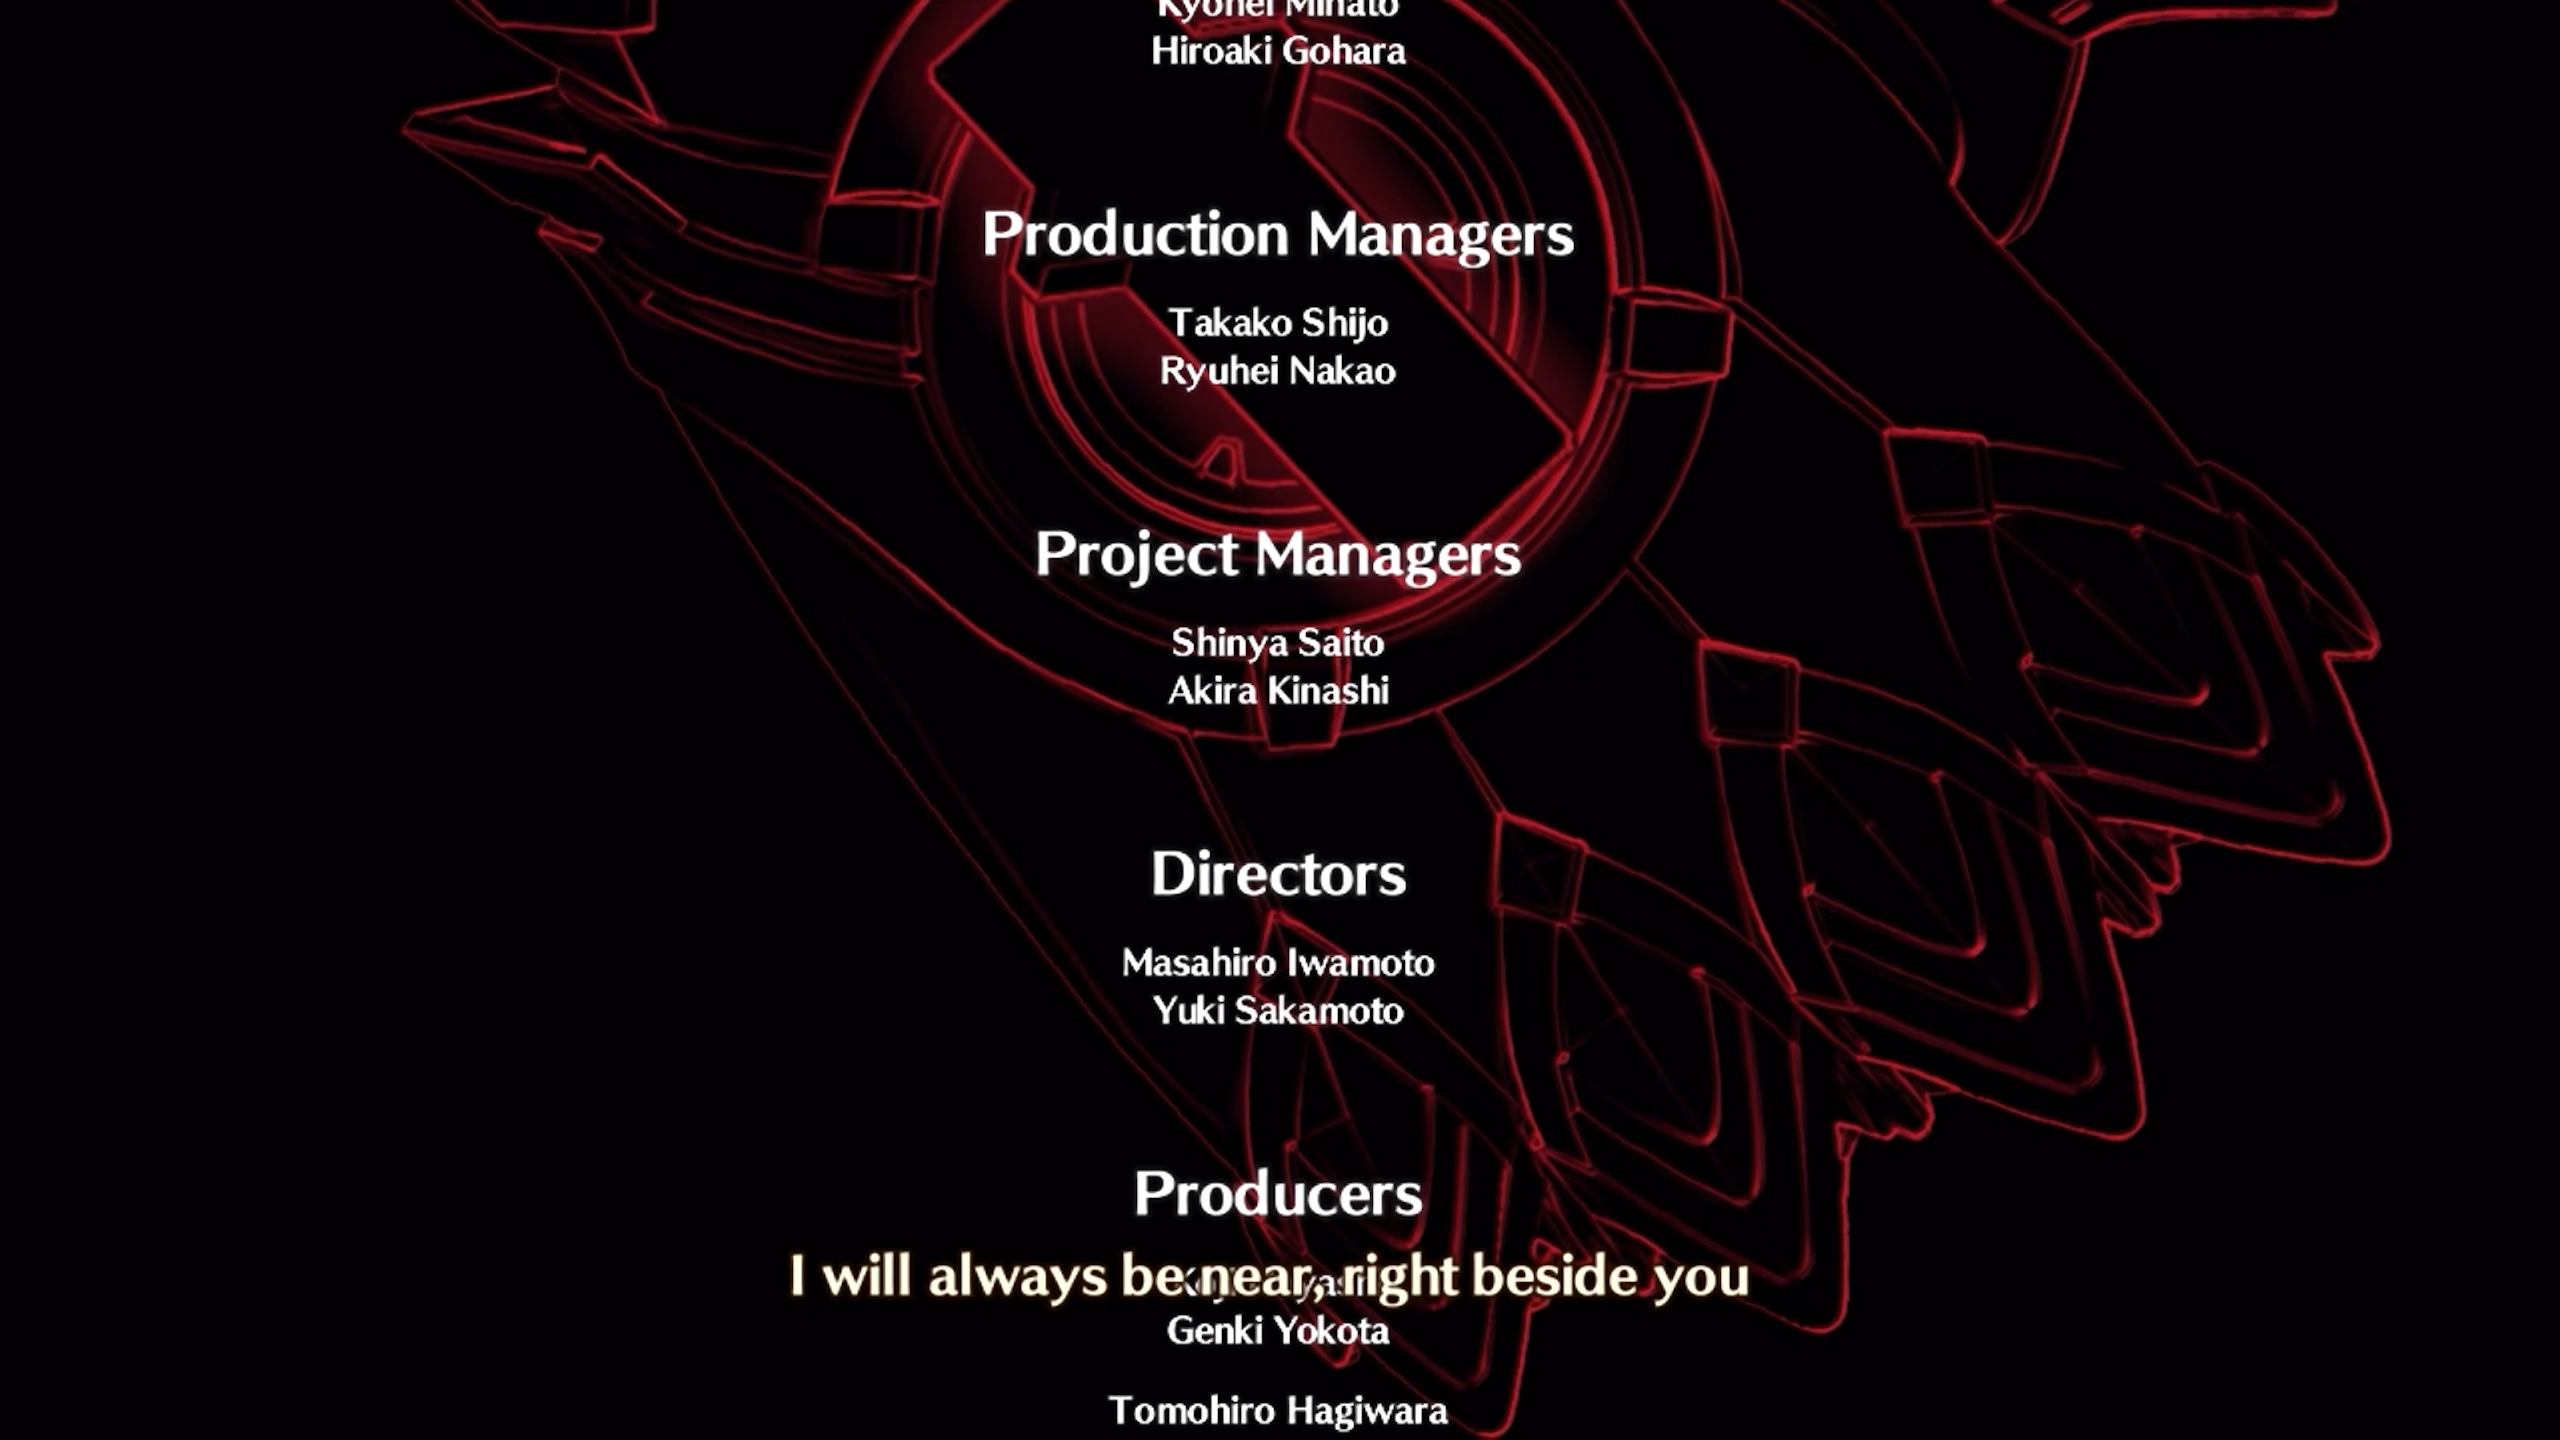 Hiroaki Gohara
Production Managers
Takako Shijo
Ryuhei Nakao
Project Managers
Shinya Saito
Akira Kinashi
Directors
Masahiro Iwamoto
Yuki Sakamoto
Producers
I will always be near, right beside you
Genki Yokota
Tomohiro Hagiwara